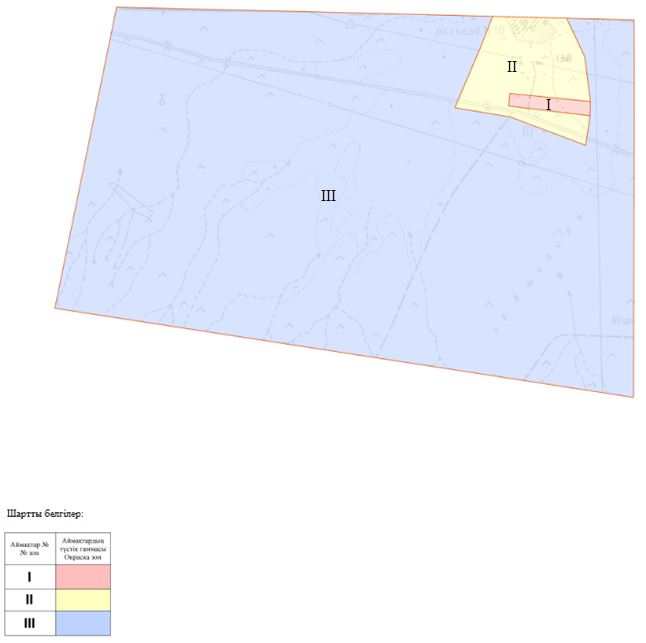 разъезд
II
I
III
Шартты белгілер:
Аймақтар №
№ зон
Аймақтардың
түстік гаммасы
Окраска зон
I
II
III